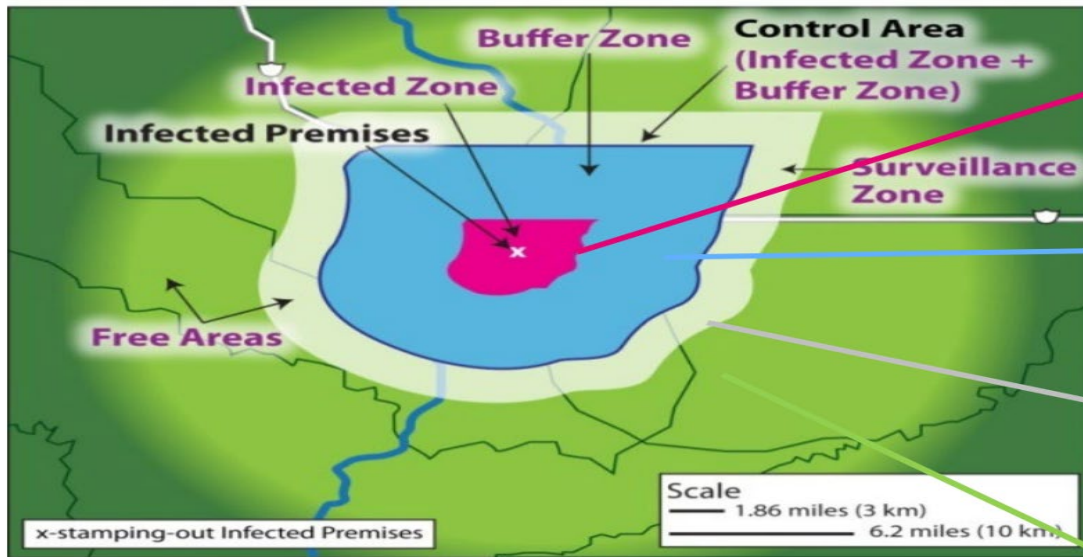 Buffer Zone
Control Area
(Infected Zone +
Buffer Zone)
Infected Zone
Infected Premises
Surveillance
Zone
Free Areas
Scale
1.86 miles (3 km)
6.2 miles (10 km)
x
x-stamping-out Infected Premises